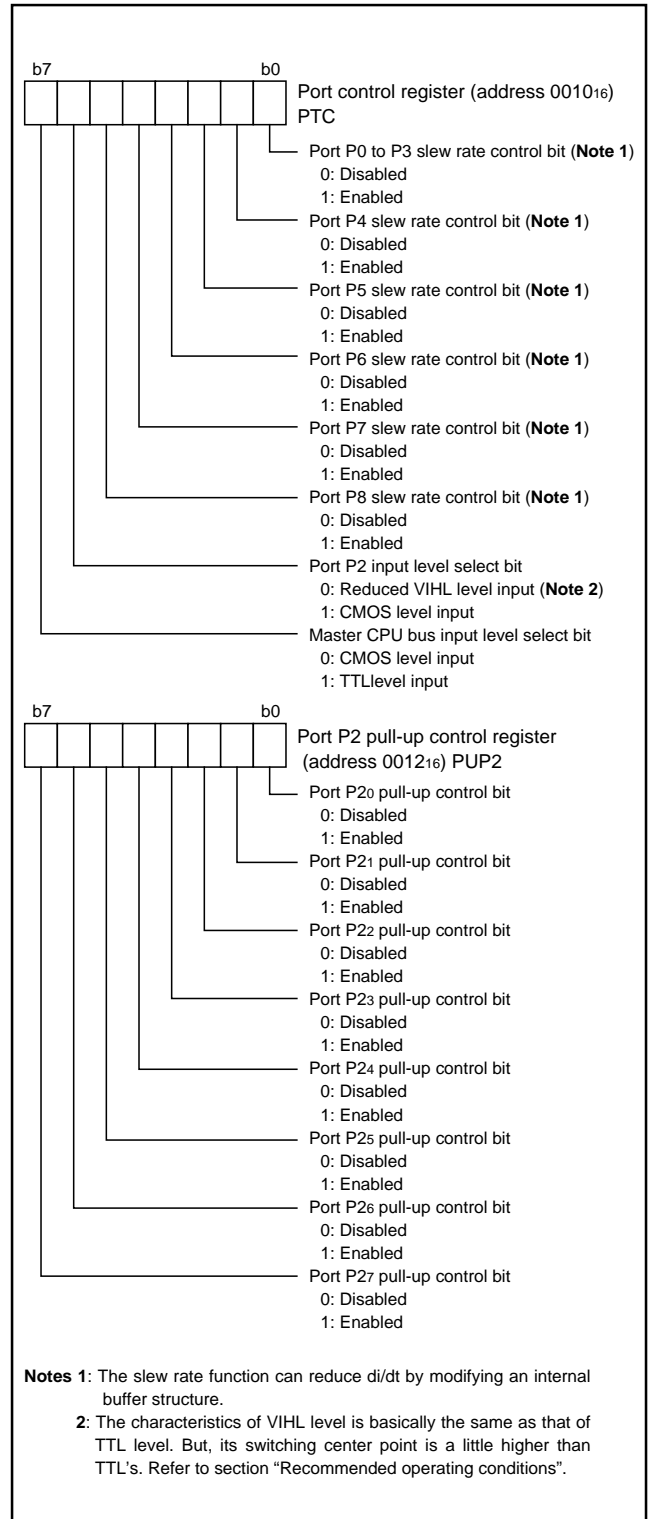 b7 b0
Port control register (address 0010₁₆)
PTC
Port P0 to P3 slew rate control bit (Note 1)
0: Disabled
1: Enabled
Port P4 slew rate control bit (Note 1)
0: Disabled
1: Enabled
Port P5 slew rate control bit (Note 1)
0: Disabled
1: Enabled
Port P6 slew rate control bit (Note 1)
0: Disabled
1: Enabled
Port P7 slew rate control bit (Note 1)
0: Disabled
1: Enabled
Port P8 slew rate control bit (Note 1)
0: Disabled
1: Enabled
Port P2 input level select bit
0: Reduced VIHL level input (Note 2)
1: CMOS level input
Master CPU bus input level select bit
0: CMOS level input
1: TTLlevel input
b7 b0
Port P2 pull-up control register
(address 0012₁₆) PUP2
Port P2₀ pull-up control bit
0: Disabled
1: Enabled
Port P2₁ pull-up control bit
0: Disabled
1: Enabled
Port P2₂ pull-up control bit
0: Disabled
1: Enabled
Port P2₃ pull-up control bit
0: Disabled
1: Enabled
Port P2₄ pull-up control bit
0: Disabled
1: Enabled
Port P2₅ pull-up control bit
0: Disabled
1: Enabled
Port P2₆ pull-up control bit
0: Disabled
1: Enabled
Port P2₇ pull-up control bit
0: Disabled
1: Enabled
Notes 1: The slew rate function can reduce di/dt by modifying an internal
buffer structure.
2: The characteristics of VIHL level is basically the same as that of
TTL level. But, its switching center point is a little higher than
TTL’s. Refer to section “Recommended operating conditions”.